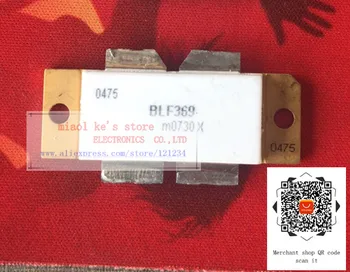 0475
BLF369
miaol ke's store m0730X
ELECTRONICS CO.,LTD
www.aliexpress.com/store/121234
0475
Merchant shop QR code
scan it